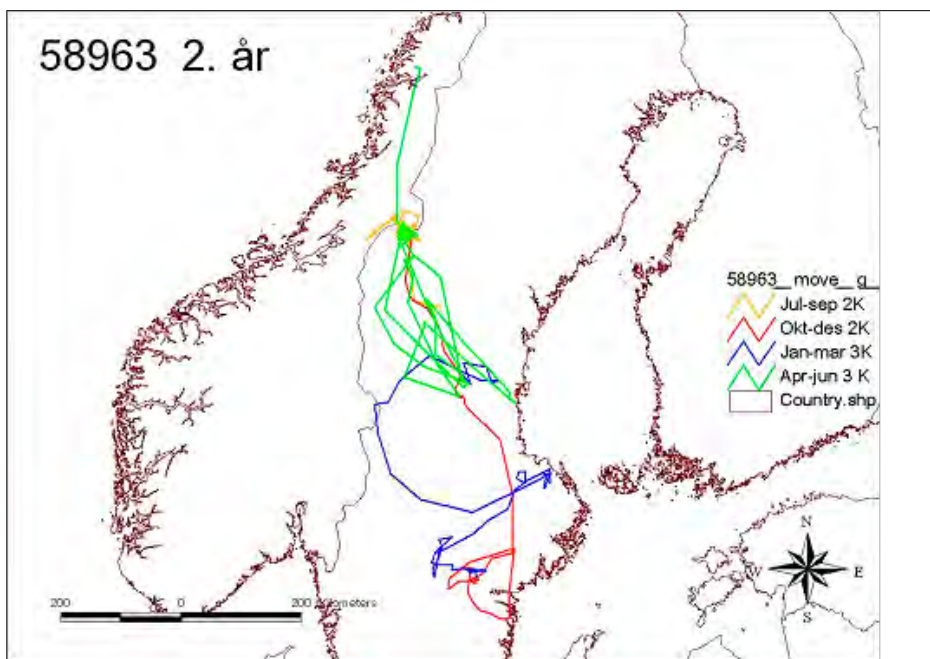 58963 2. år
58963__move__g_
Jul-sep 2K
Okt-des 2K
Jan-mar 3K
Apr-jun 3 K
Country.shp
N
E
S
200 0 200